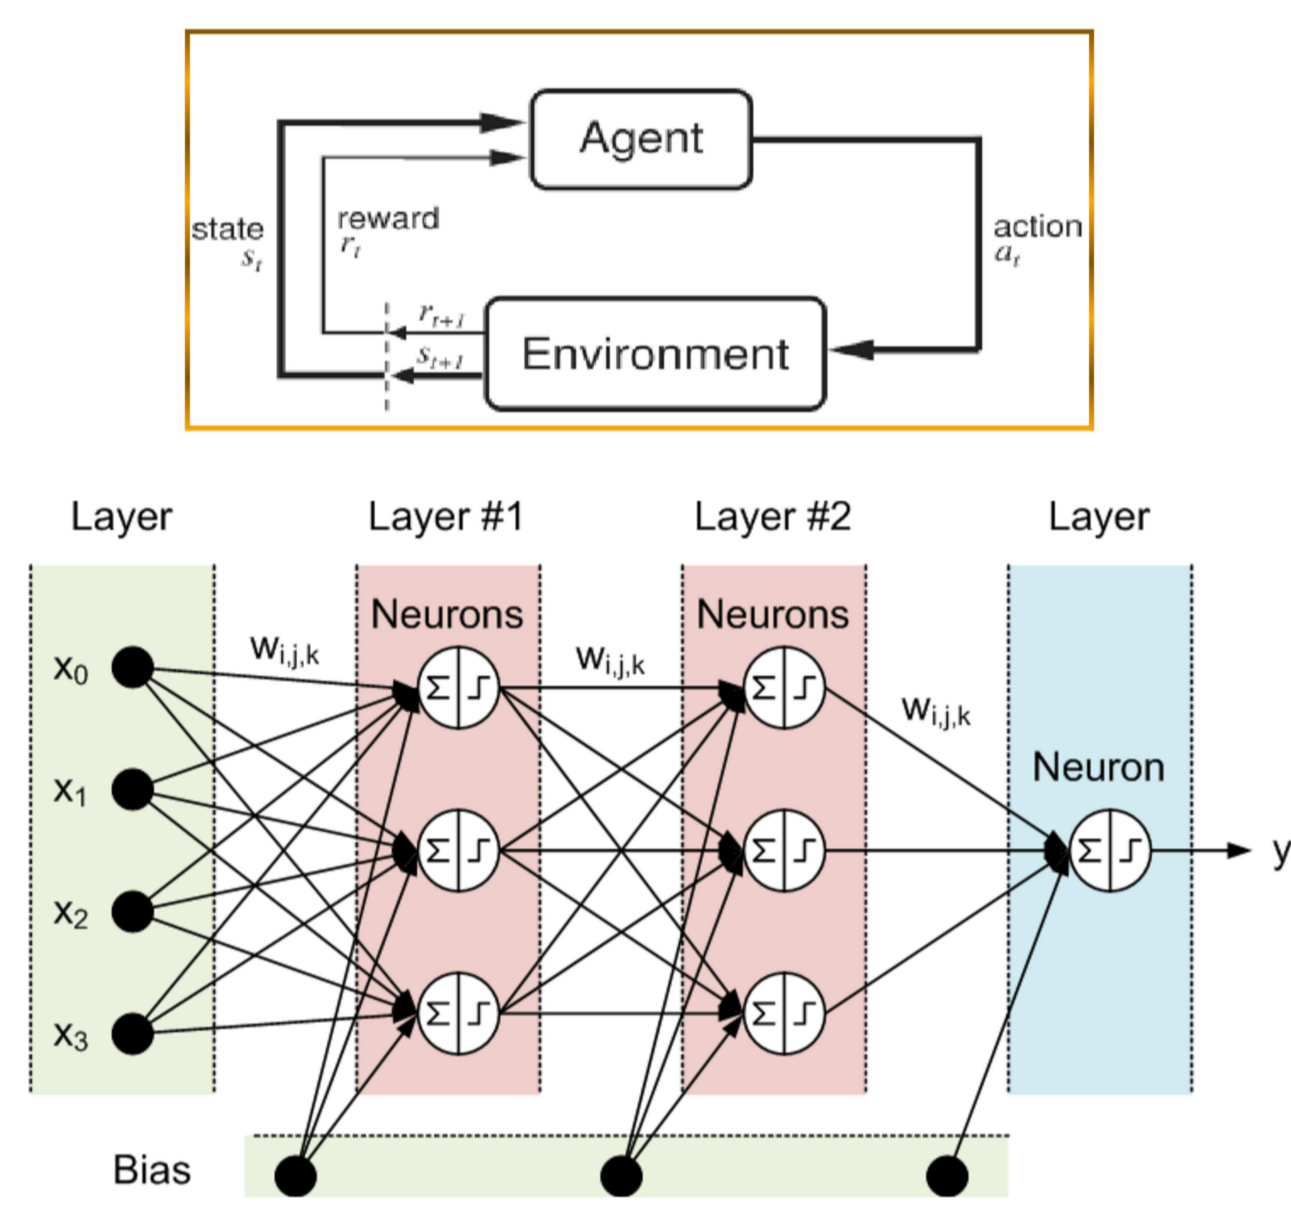 Agent
state
s_t
reward
r_t
action
a_t
r_{t+1}
s_{t+1}
Environment
Layer
Layer #1
Layer #2
Layer
Neurons
Neurons
w_{i,j,k}
w_{i,j,k}
w_{i,j,k}
Neuron
x_0
Σ
Σ
x_1
Σ
Σ
Σ
y
x_2
x_3
Σ
Σ
Bias